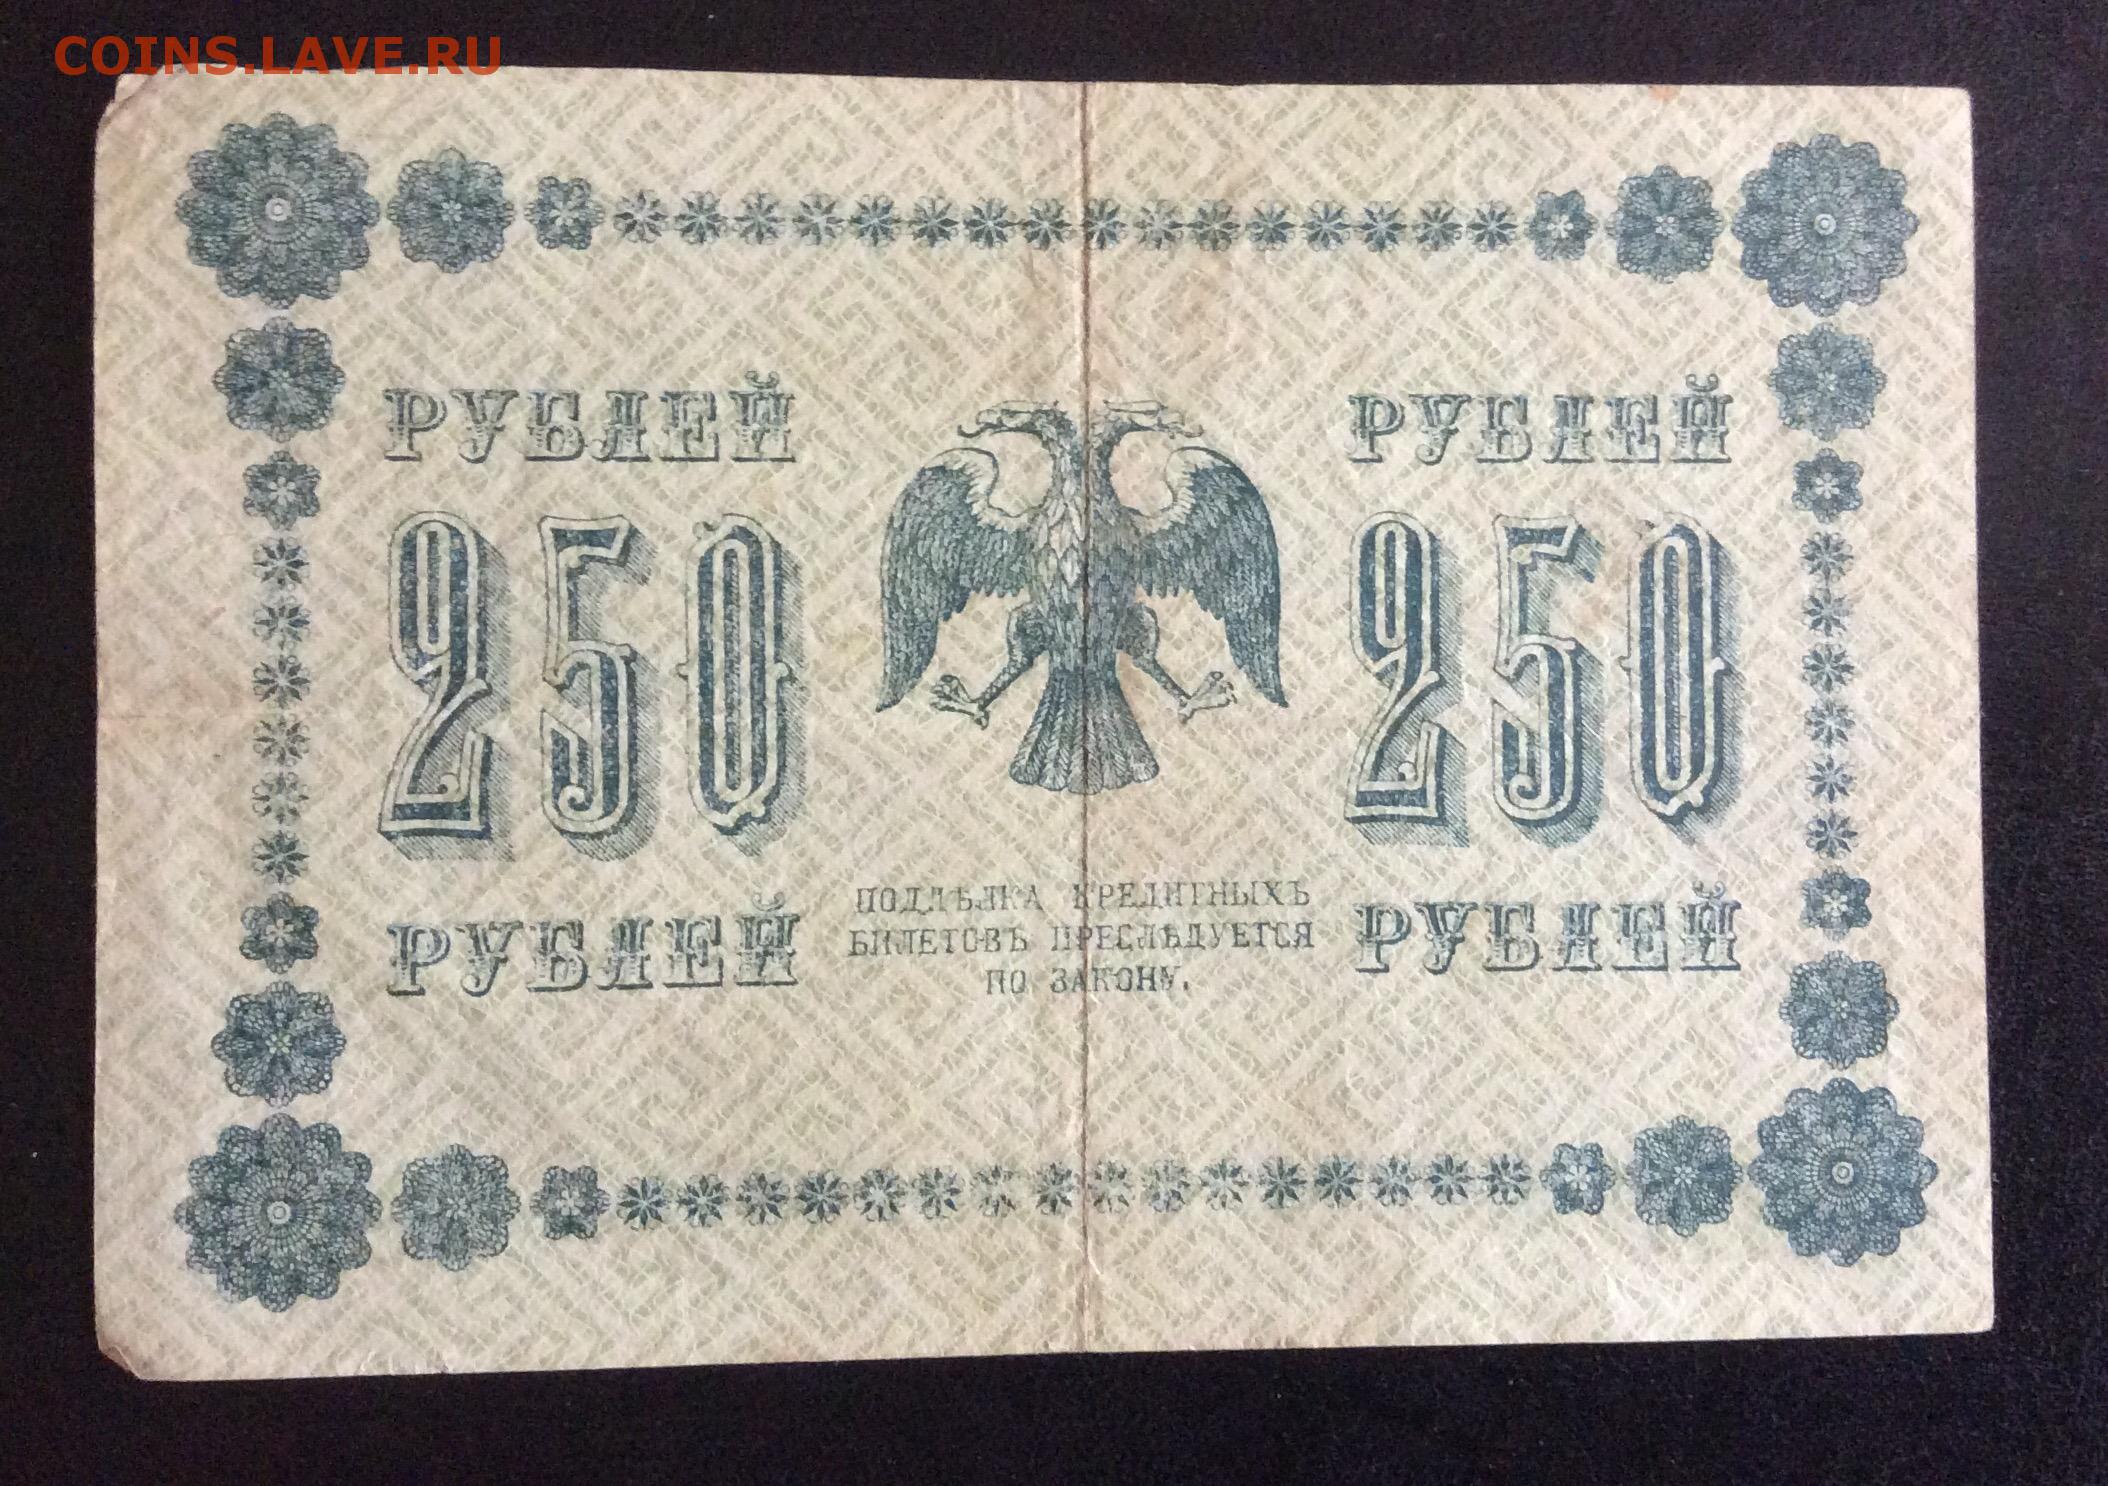 COINS.LAVE.RU
РУБЛЕЙ РУБЛЕЙ
250 250
РУБЛЕЙ РУБЛЕЙ
ПОДДѢЛКА КРЕДИТНЫХЪ
БИЛЕТОВЪ ПРЕСЛѢДУЕТСЯ
ПО ЗАКОНУ.